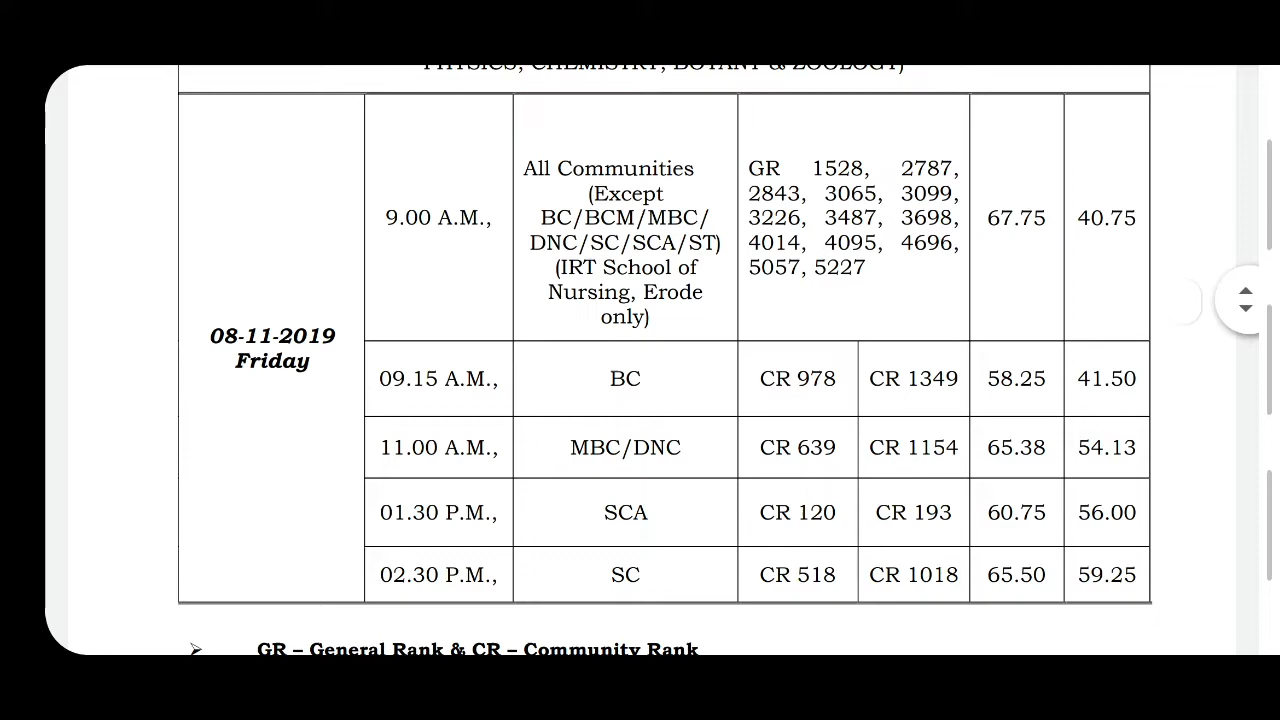 PHYSICS, CHEMISTRY, BOTANY & ZOOLOGY)
08-11-2019
Friday
9.00 A.M.,
All Communities
(Except
BC/BCM/MBC/
DNC/SC/SCA/ST)
(IRT School of
Nursing, Erode
only)
GR 1528, 2787,
2843, 3065, 3099,
3226, 3487, 3698,
4014, 4095, 4696,
5057, 5227
67.75
40.75
09.15 A.M.,
BC
CR 978
CR 1349
58.25
41.50
11.00 A.M.,
MBC/DNC
CR 639
CR 1154
65.38
54.13
01.30 P.M.,
SCA
CR 120
CR 193
60.75
56.00
02.30 P.M.,
SC
CR 518
CR 1018
65.50
59.25
➢ GR – General Rank & CR – Community Rank